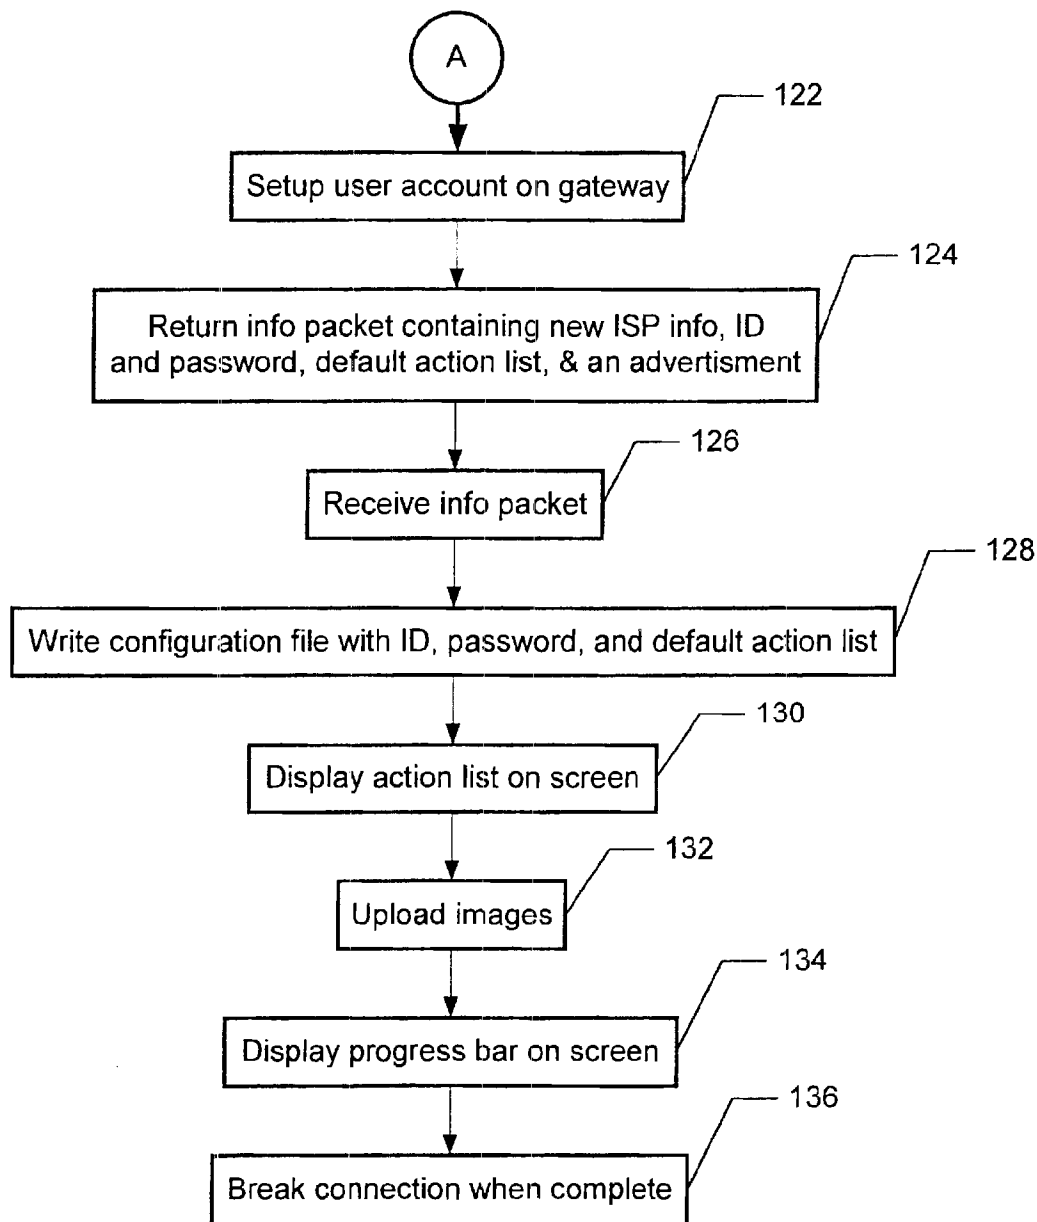 A
122
Setup user account on gateway
124
Return info packet containing new ISP info, ID
and password, default action list, & an advertisment
126
Receive info packet
128
Write configuration file with ID, password, and default action list
130
Display action list on screen
132
Upload images
134
Display progress bar on screen
136
Break connection when complete